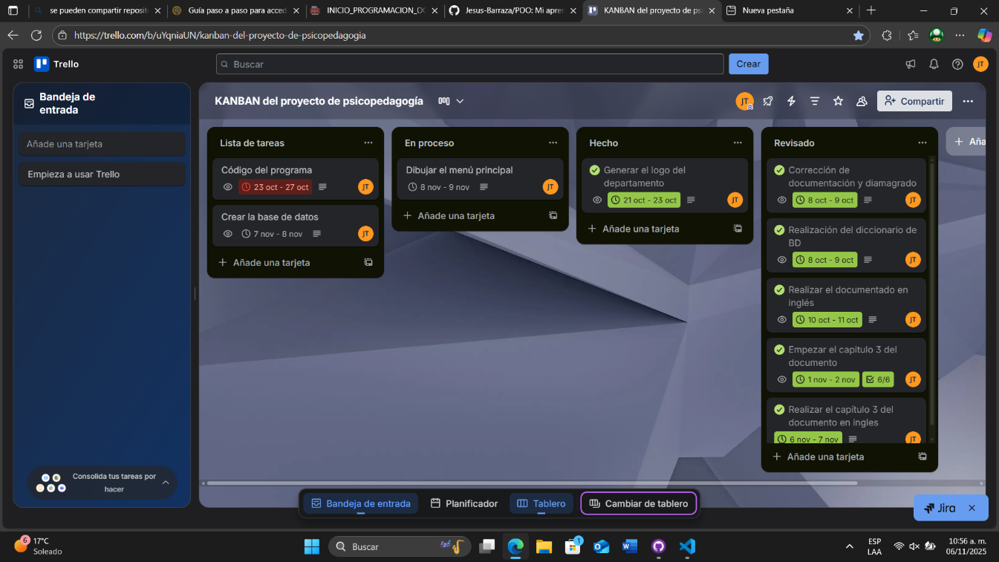 se pueden compartir reposit
Guía paso a paso para acced
INICIO_PROGRAMACION_OO
Jesus-Barraza/POO: Mi apre
KANBAN del proyecto de psi
Nueva pestaña
https://trello.com/b/uYqniaUN/kanban-del-proyecto-de-psicopedagogia
Trello
Buscar
Crear
JT
Bandeja de
entrada
Añade una tarjeta
Empieza a usar Trello
Consolida tus tareas por
hacer
KANBAN del proyecto de psicopedagogía
JT
Compartir
Lista de tareas
Código del programa
23 oct - 27 oct
JT
Crear la base de datos
7 nov - 8 nov
JT
Añade una tarjeta
En proceso
Dibujar el menú principal
8 nov - 9 nov
JT
Añade una tarjeta
Hecho
Generar el logo del
departamento
21 oct - 23 oct
JT
Añade una tarjeta
Revisado
Corrección de
documentación y diamagrado
8 oct - 9 oct
JT
Realización del diccionario de
BD
8 oct - 9 oct
JT
Realizar el documentado en
inglés
10 oct - 11 oct
JT
Empezar el capitulo 3 del
documento
1 nov - 2 nov
6/6
JT
Realizar el capítulo 3 del
documento en ingles
6 nov - 7 nov
JT
Añade una tarjeta
Aña
Bandeja de entrada
Planificador
Tablero
Cambiar de tablero
Jira
6
17°C
Soleado
Buscar
1
ESP
LAA
10:56 a. m.
06/11/2025